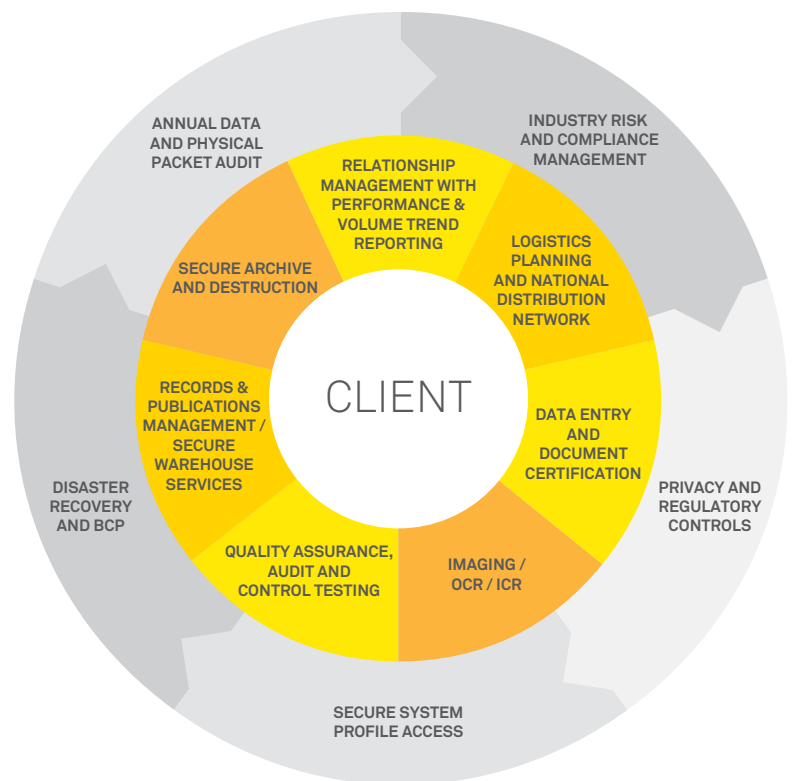 ANNUAL DATA
AND PHYSICAL
PACKET AUDIT
INDUSTRY RISK
AND COMPLIANCE
MANAGEMENT
RELATIONSHIP
MANAGEMENT WITH
PERFORMANCE &
VOLUME TREND
REPORTING
LOGISTICS
PLANNING
AND NATIONAL
DISTRIBUTION
NETWORK
SECURE ARCHIVE
AND DESTRUCTION
CLIENT
RECORDS &
PUBLICATIONS
MANAGEMENT /
SECURE
WAREHOUSE
SERVICES
DATA ENTRY
AND
DOCUMENT
CERTIFICATION
DISASTER
RECOVERY
AND BCP
PRIVACY AND
REGULATORY
CONTROLS
QUALITY ASSURANCE,
AUDIT AND
CONTROL TESTING
IMAGING /
OCR / ICR
SECURE SYSTEM
PROFILE ACCESS